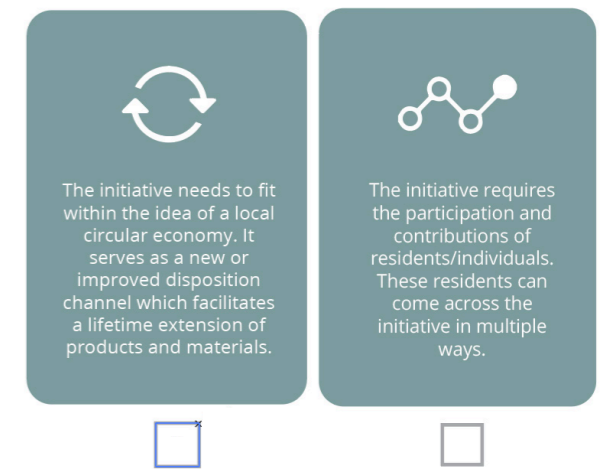 The initiative needs to fit
within the idea of a local
circular economy. It
serves as a new or
improved disposition
channel which facilitates
a lifetime extension of
products and materials.
The initiative requires
the participation and
contributions of
residents/individuals.
These residents can
come across the
initiative in multiple
ways.